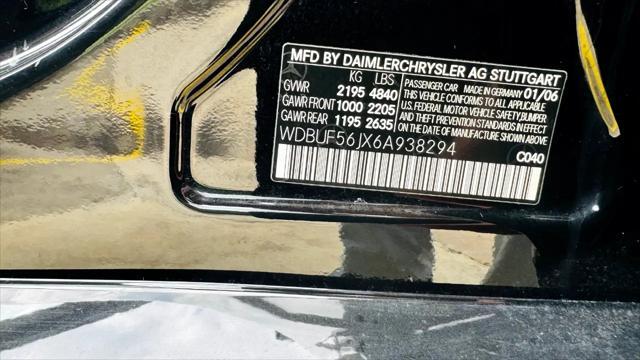 MFD BY DAIMLERCHRYSLER AG STUTTGART
KG LBS
GVWR 2195 4840
GAWR FRONT 1000 2205
GAWR REAR 1195 2635
PASSENGER CAR MADE IN GERMANY 01/06
THIS VEHICLE CONFORMS TO ALL APPLICABLE
U.S. FEDERAL MOTOR VEHICLE SAFETY,BUMPER
AND THEFT PREVENTION STANDARDS IN EFFECT
ON THE DATE OF MANUFACTURE SHOWN ABOVE
WDBUF56JX6A938294
C040